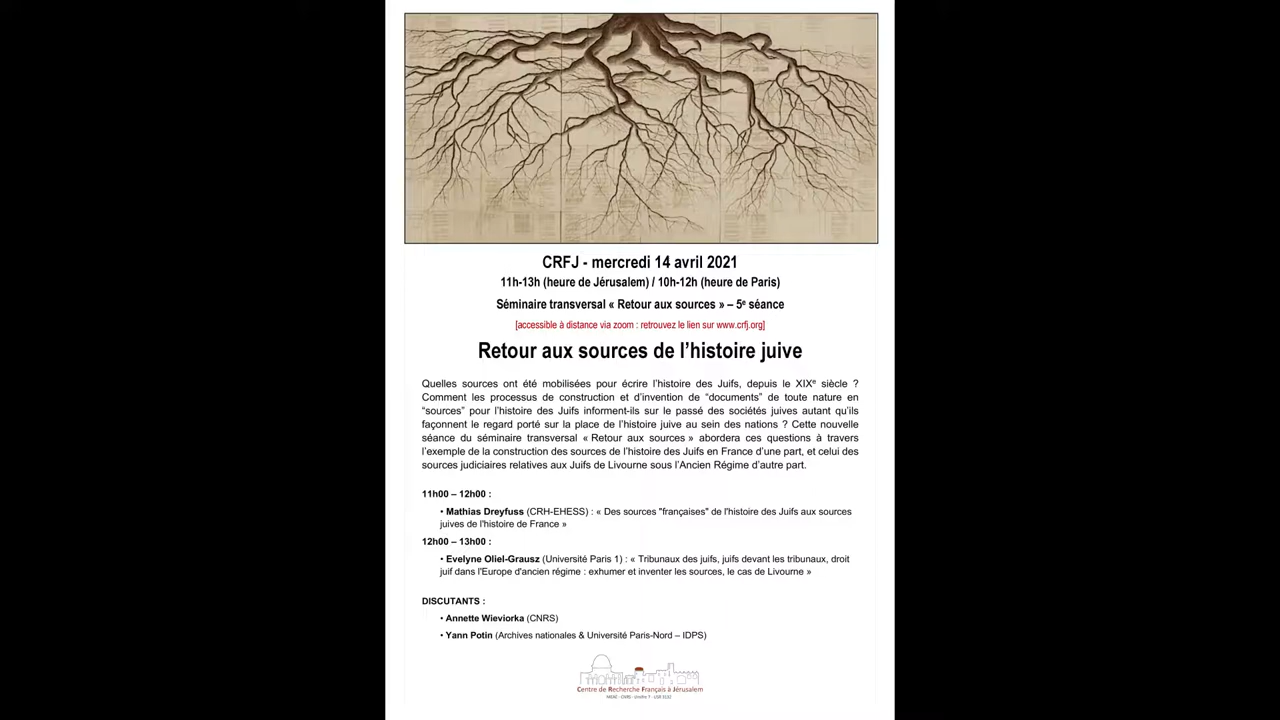 CRFJ - mercredi 14 avril 2021
11h-13h (heure de Jérusalem) / 10h-12h (heure de Paris)
Séminaire transversal « Retour aux sources » – 5e séance
[accessible à distance via zoom : retrouvez le lien sur www.crfj.org]
Retour aux sources de l’histoire juive
Quelles sources ont été mobilisées pour écrire l’histoire des Juifs, depuis le XIXe siècle ?
Comment les processus de construction et d’invention de “documents” de toute nature en
“sources” pour l’histoire des Juifs informent-ils sur le passé des sociétés juives autant qu’ils
façonnent le regard porté sur la place de l’histoire juive au sein des nations ? Cette nouvelle
séance du séminaire transversal « Retour aux sources » abordera ces questions à travers
l’exemple de la construction des sources de l’histoire des Juifs en France d’une part, et celui des
sources judiciaires relatives aux Juifs de Livourne sous l’Ancien Régime d’autre part.
11h00 – 12h00 :
• Mathias Dreyfuss (CRH-EHESS) : « Des sources "françaises" de l'histoire des Juifs aux sources
juives de l'histoire de France »
12h00 – 13h00 :
• Evelyne Oliel-Grausz (Université Paris 1) : « Tribunaux des juifs, juifs devant les tribunaux, droit
juif dans l'Europe d'ancien régime : exhumer et inventer les sources, le cas de Livourne »
DISCUTANTS :
• Annette Wieviorka (CNRS)
• Yann Potin (Archives nationales & Université Paris-Nord – IDPS)
Centre de Recherche Français à Jérusalem